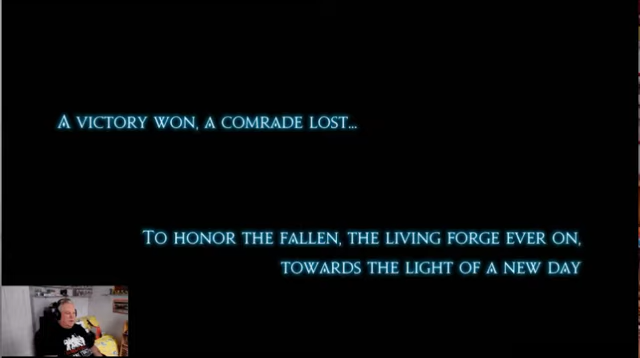 A VICTORY WON, A COMRADE LOST...
TO HONOR THE FALLEN, THE LIVING FORGE EVER ON,
TOWARDS THE LIGHT OF A NEW DAY